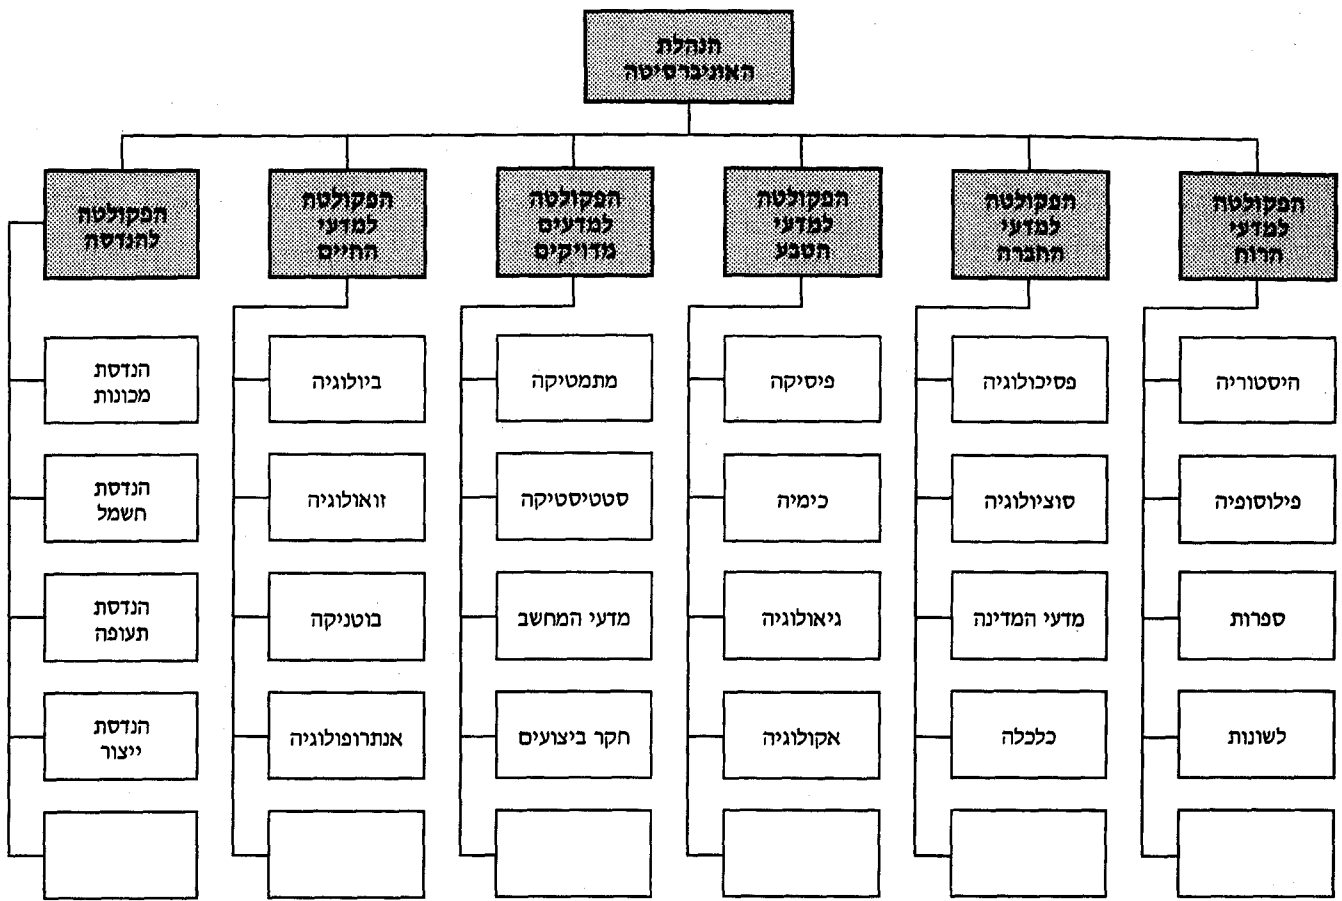 הנהלת
האוניברסיטה
הפקולטה
למדעי
הרוח
הפקולטה
למדעי
החברה
הפקולטה
למדעי
הטבע
הפקולטה
למדעים
מדויקים
הפקולטה
למדעי
החיים
הפקולטה
להנדסה
היסטוריה
פילוסופיה
ספרות
לשונות
פסיכולוגיה
סוציולוגיה
מדעי המדינה
כלכלה
פיסיקה
כימיה
גיאולוגיה
אקולוגיה
מתמטיקה
סטטיסטיקה
מדעי המחשב
חקר ביצועים
ביולוגיה
זואולוגיה
בוטניקה
אנתרופולוגיה
הנדסת
מכונות
הנדסת
חשמל
הנדסת
תעופה
הנדסת
ייצור